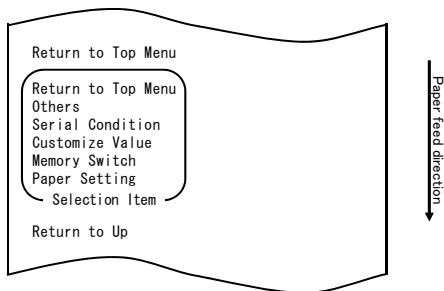 Return to Top Menu
Return to Top Menu
Others
Serial Condition
Customize Value
Memory Switch
Paper Setting
Selection Item
Return to Up
Paper feed direction